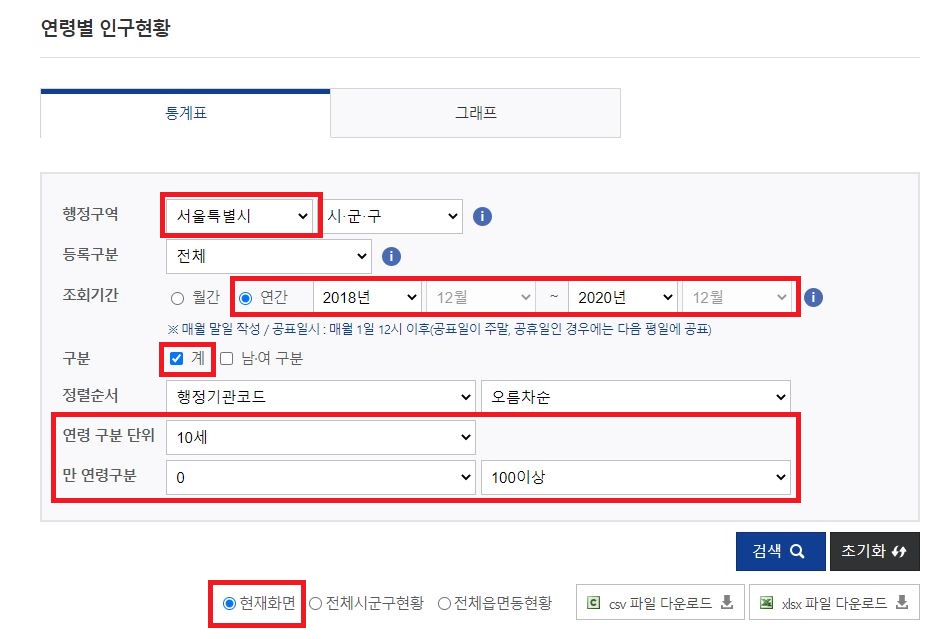 연령별 인구현황
통계표 그래프
행정구역 서울특별시 시·군·구
등록구분 전체
조회기간 월간 연간 2018년 12월 ~ 2020년 12월
※ 매월 말일 작성 / 공표일시 : 매월 1일 12시 이후(공표일이 주말, 공휴일인 경우에는 다음 평일에 공표)
구분 계 남·여 구분
정렬순서 행정기관코드 오름차순
연령 구분 단위 10세
만 연령구분 0 100이상
검색 초기화
현재화면 전체시군구현황 전체읍면동현황 csv 파일 다운로드 xlsx 파일 다운로드